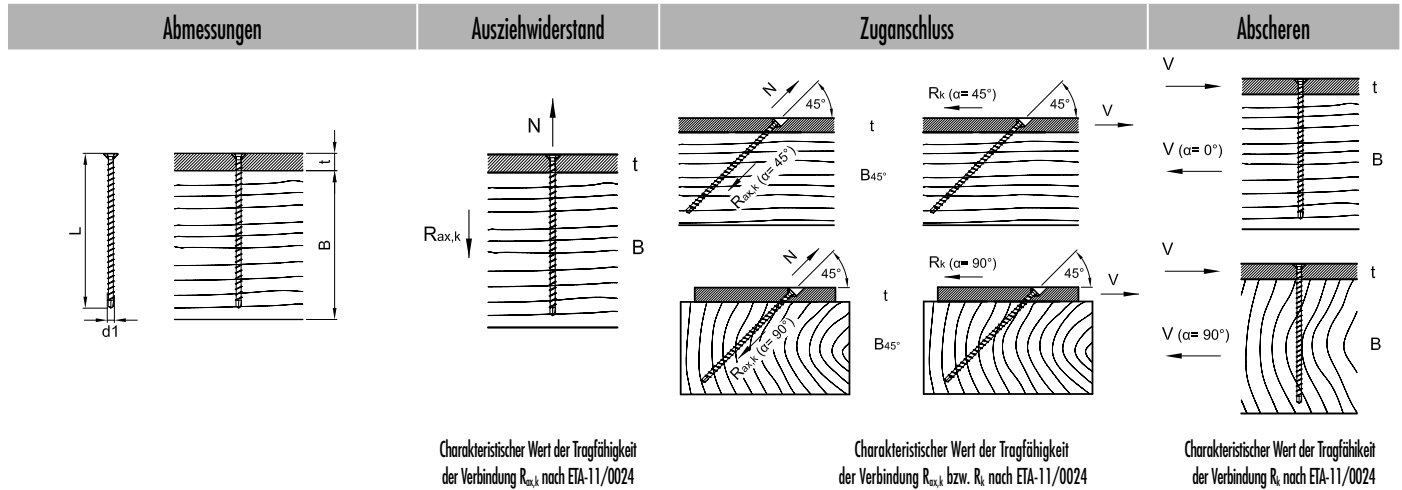 Abmessungen
Ausziehwiderstand
Zuganschluss
Abscheren
L
d1
t
B
N
t
Rax,k
B
N
45°
t
Rax,k (α= 45°)
B45°
Rk (α= 45°)
45°
V
N
45°
t
Rax,k (α= 90°)
B45°
Rk (α= 90°)
45°
V
V
t
V (α= 0°)
B
V
t
V (α= 90°)
B
Charakteristischer Wert der Tragfähigkeit
der Verbindung Rax,k nach ETA-11/0024
Charakteristischer Wert der Tragfähigkeit
der Verbindung Rax,k bzw. Rk nach ETA-11/0024
Charakteristischer Wert der Tragfähikeit
der Verbindung Rk nach ETA-11/0024